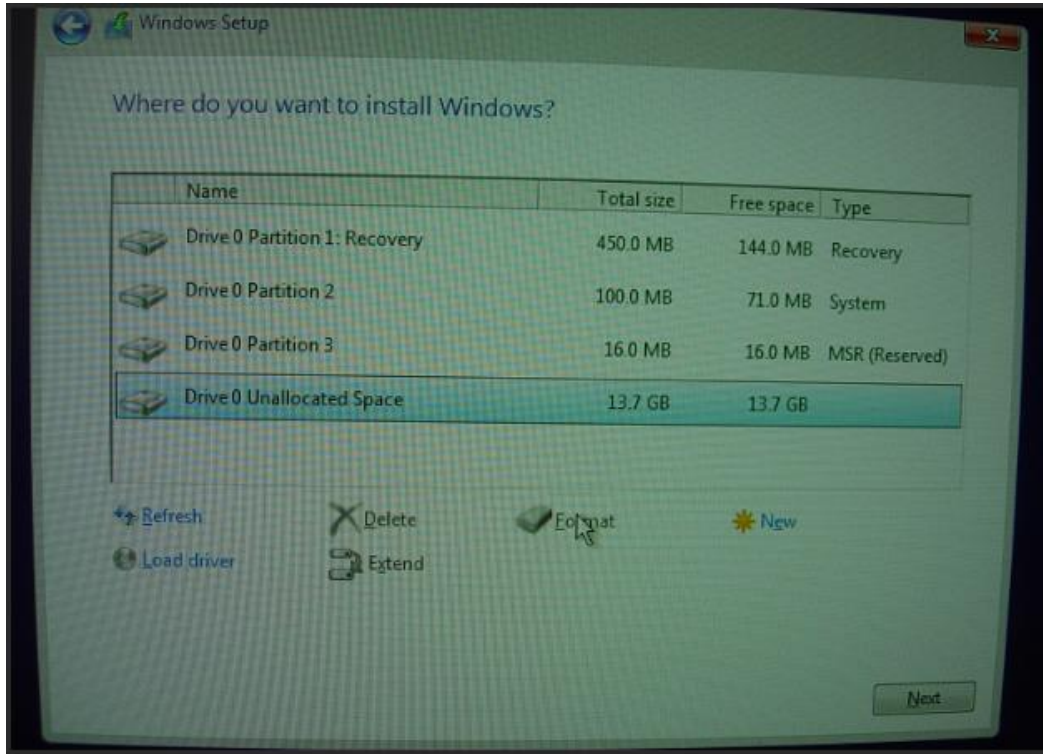 Windows Setup
Where do you want to install Windows?
Name Total size Free space Type
Drive 0 Partition 1: Recovery 450.0 MB 144.0 MB Recovery
Drive 0 Partition 2 100.0 MB 71.0 MB System
Drive 0 Partition 3 16.0 MB 16.0 MB MSR (Reserved)
Drive 0 Unallocated Space 13.7 GB 13.7 GB
Refresh Delete Format New
Load driver Extend
Next